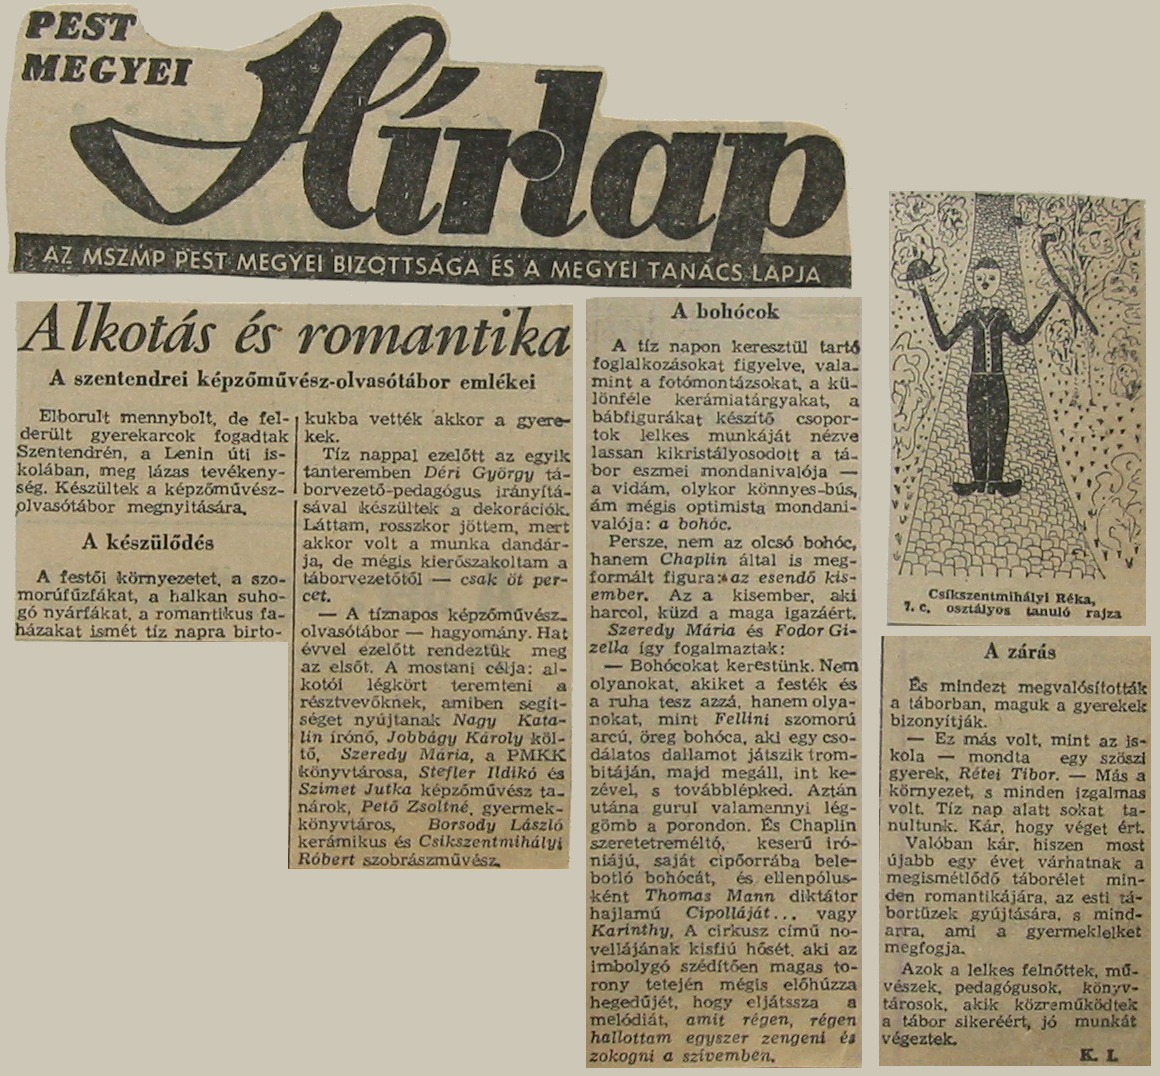 PEST
MEGYEI
Hírlap
AZ MSZMP PEST MEGYEI BIZOTTSÁGA ÉS A MEGYEI TANÁCS LAPJA
Alkotás és romantika
A szentendrei képzőművész-olvasótábor emlékei
Elborult mennybolt, de fel-
derült gyerekarcok fogadtak
Szentendrén, a Lenin úti is-
kolában, meg lázas tevékeny-
ség. Készültek a képzőművész-
olvasótábor megnyitására.
A készülődés
A festői környezetet, a szo-
morúfűzfákat, a halkan suho-
gó nyárfákat, a romantikus fa-
házakat ismét tíz napra birto-
kukba vették akkor a gyere-
kek.
Tíz nappal ezelőtt az egyik
tanteremben Déri György tá-
borvezető-pedagógus irányítá-
sával készültek a dekorációk.
Láttam, rosszkor jöttem, mert
akkor volt a munka dandár-
ja, de mégis kierőszakoltam a
táborvezetőtől — csak öt per-
cet.
— A tíznapos képzőművész-
olvasótábor — hagyomány. Hat
évvel ezelőtt rendeztük meg
az elsőt. A mostani célja: al-
kotói légkört teremteni a
résztvevőknek, amiben segít-
séget nyújtanak Nagy Kata-
lin írónő, Jobbágy Károly köl-
tő, Szeredy Mária, a PMKK
könyvtárosa, Stefler Ildikó és
Szimet Jutka képzőművész ta-
nárok, Pető Zsoltné, gyermek-
könyvtáros, Borsody László
kerámikus és Csikszentmihályi
Róbert szobrászművész.
A bohócok
A tíz napon keresztül tartó
foglalkozásokat figyelve, vala-
mint a fotómontázsokat, a kü-
lönféle kerámiatárgyakat, a
bábfigurákat készítő csopor-
tok lelkes munkáját nézve
lassan kikristályosodott a tá-
bor eszmei mondanivalója —
a vidám, olykor könnyes-bús,
ám mégis optimista mondani-
valója: a bohóc.
Persze, nem az olcsó bohóc,
hanem Chaplin által is meg-
formált figura: az esendő kis-
ember. Az a kisember, aki
harcol, küzd a maga igazáért.
Szeredy Mária és Fodor Gi-
zella így fogalmaztak:
— Bohócokat kerestünk. Nem
olyanokat, akiket a festék és
a ruha tesz azzá, hanem olya-
nokat, mint Fellini szomorú
arcú, öreg bohóca, aki egy cso-
dálatos dallamot játszik trom-
bitáján, majd megáll, int ke-
zével, s továbblépked. Aztán
utána gurul valamennyi lég-
gömb a porondon. És Chaplin
szeretetreméltó, keserű iró-
niájú, saját cipőorrába bele-
botló bohócát, és ellenpólus-
ként Thomas Mann diktátor
hajlamú Cipolláját... vagy
Karinthy, A cirkusz című no-
vellájának kisfiú hősét, aki az
imbolygó szédítően magas to-
rony tetején mégis előhúzza
hegedűjét, hogy eljátssza a
melódiát, amit régen, régen
hallottam egyszer zengeni és
zokogni a szívemben.
Csíkszentmihályi Réka,
7. c. osztályos tanuló rajza
A zárás
És mindezt megvalósították
a táborban, maguk a gyerekek
bizonyítják.
— Ez más volt, mint az is-
kola — mondta egy szöszi
gyerek, Rétei Tibor. — Más a
környezet, s minden izgalmas
volt. Tíz nap alatt sokat ta-
nultunk. Kár, hogy véget ért.
Valóban kár, hiszen most
újabb egy évet várhatnak a
megismétlődő táborélet min-
den romantikájára, az esti tá-
bortüzek gyújtására, s mind-
arra, ami a gyermeklelket
megfogja.
Azok a lelkes felnőttek, mű-
vészek, pedagógusok, könyv-
tárosok, akik közreműködtek
a tábor sikeréért, jó munkát
végeztek.
K. I.